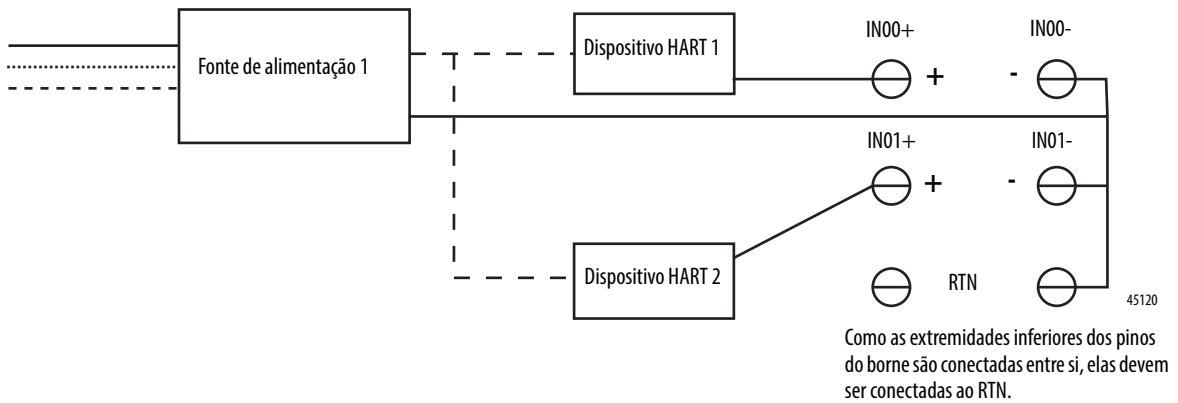 IN00+
IN00-
Dispositivo HART 1
Fonte de alimentação 1
+
-
IN01+
IN01-
+
-
Dispositivo HART 2
RTN
45120
Como as extremidades inferiores dos pinos
do borne são conectadas entre si, elas devem
ser conectadas ao RTN.